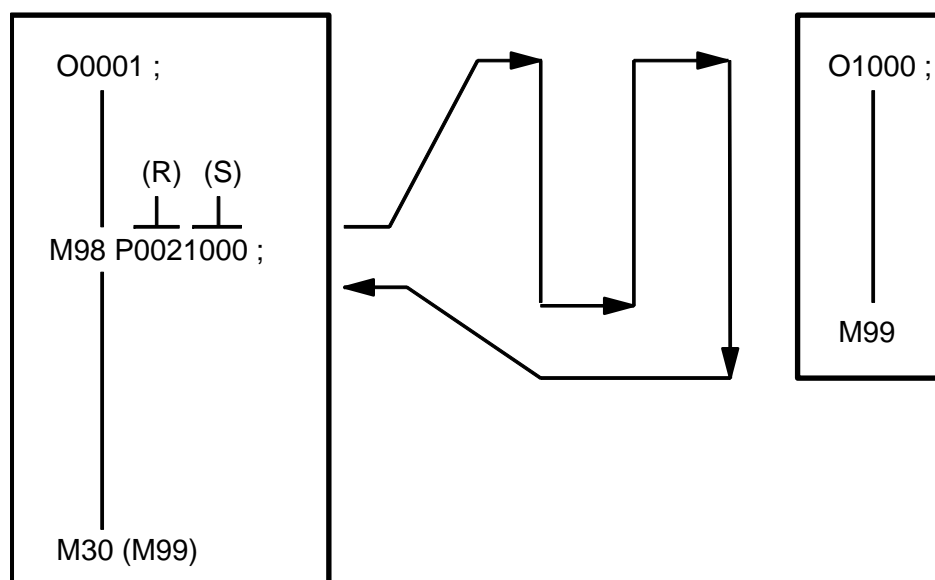 O0001 ;
(R) (S)
M98 P0021000 ;
M30 (M99)
O1000 ;
M99